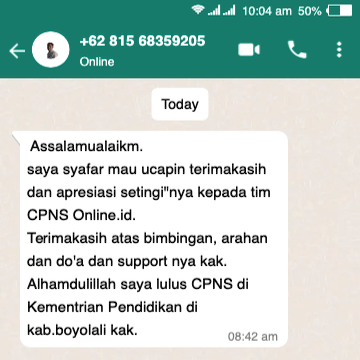 10:04 am 50%
+62 815 68359205
Online
Today
Assalamualaikm.
saya syafar mau ucapin terimakasih
dan apresiasi setingi"nya kepada tim
CPNS Online.id.
Terimakasih atas bimbingan, arahan
dan do'a dan support nya kak.
Alhamdulillah saya lulus CPNS di
Kementrian Pendidikan di
kab.boyolali kak.
08:42 am